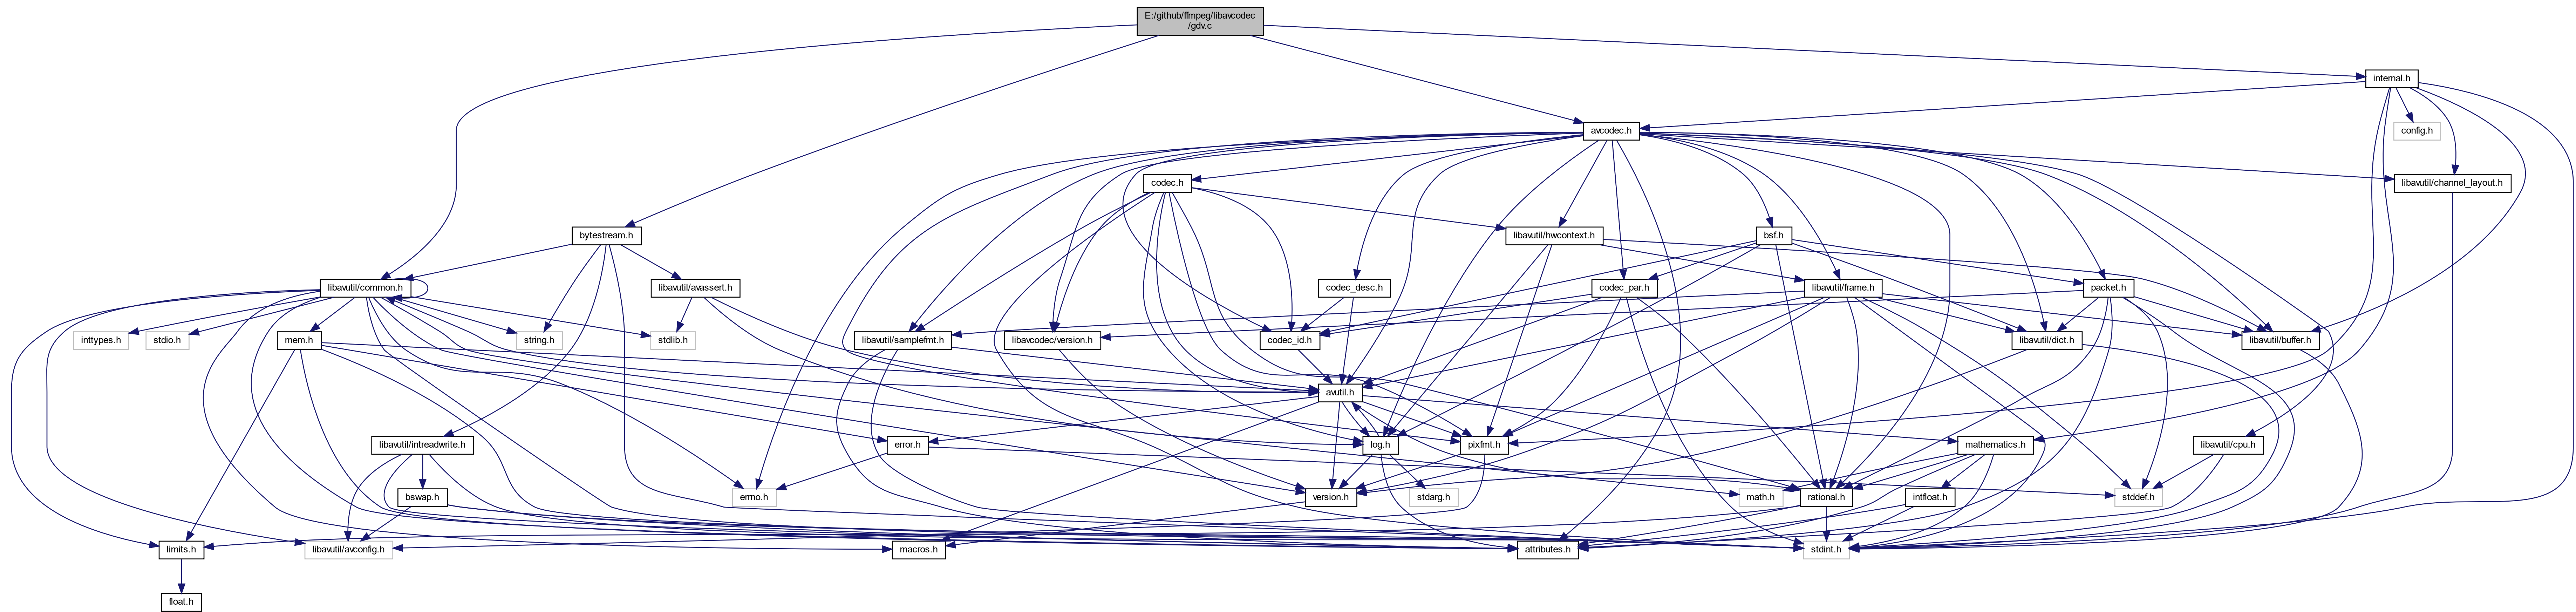 E:/github/ffmpeg/libavcodec
/gdv.c
internal.h
avcodec.h
config.h
codec.h
libavutil/channel_layout.h
bytestream.h
libavutil/hwcontext.h
bsf.h
libavutil/common.h
libavutil/avassert.h
codec_desc.h
codec_par.h
libavutil/frame.h
packet.h
inttypes.h
stdio.h
mem.h
string.h
stdlib.h
libavutil/samplefmt.h
libavcodec/version.h
codec_id.h
libavutil/dict.h
libavutil/buffer.h
avutil.h
libavutil/intreadwrite.h
error.h
log.h
pixfmt.h
mathematics.h
libavutil/cpu.h
bswap.h
errno.h
version.h
stdarg.h
math.h
rational.h
intfloat.h
stddef.h
limits.h
libavutil/avconfig.h
macros.h
attributes.h
stdint.h
float.h